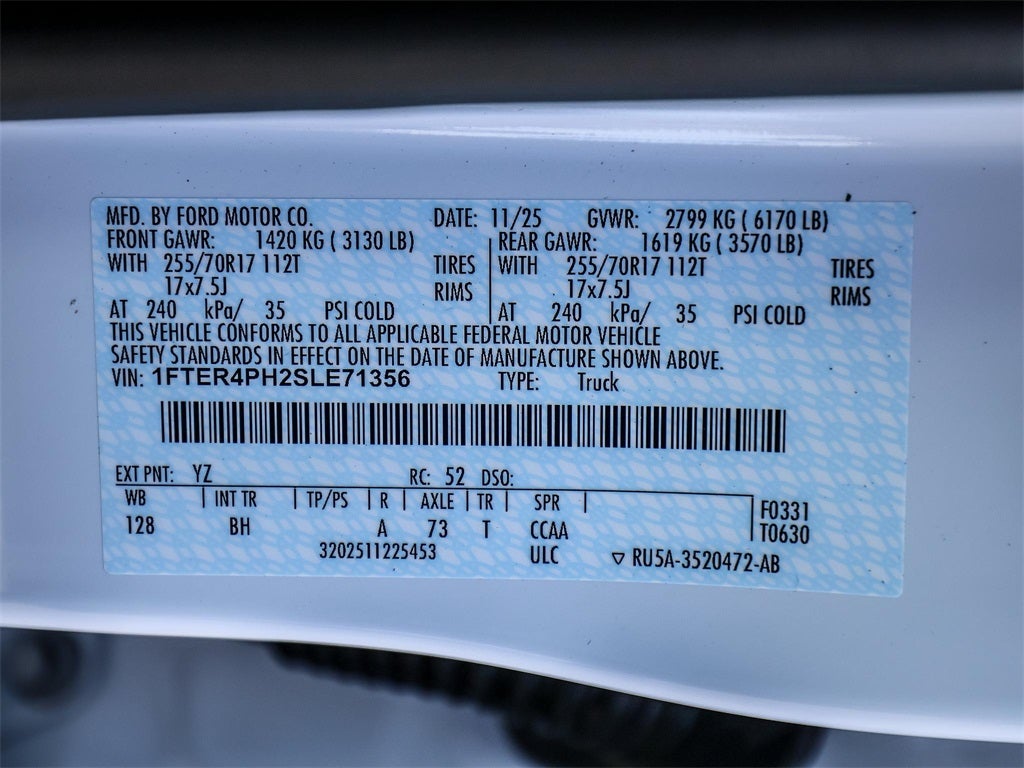 MFD. BY FORD MOTOR CO. DATE: 11/25 GVWR: 2799 KG ( 6170 LB)
FRONT GAWR: 1420 KG ( 3130 LB) REAR GAWR: 1619 KG ( 3570 LB)
WITH 255/70R17 112T TIRES WITH 255/70R17 112T TIRES
17x7.5J RIMS 17x7.5J RIMS
AT 240 kPa/ 35 PSI COLD AT 240 kPa/ 35 PSI COLD
THIS VEHICLE CONFORMS TO ALL APPLICABLE FEDERAL MOTOR VEHICLE
SAFETY STANDARDS IN EFFECT ON THE DATE OF MANUFACTURE SHOWN ABOVE.
VIN: 1FTER4PH2SLE71356 TYPE: Truck
EXT PNT: YZ RC: 52 DSO:
WB INT TR TP/PS R AXLE TR SPR F0331
128 BH A 73 T CCAA T0630
3202511225453 ULC ▽ RU5A-3520472-AB